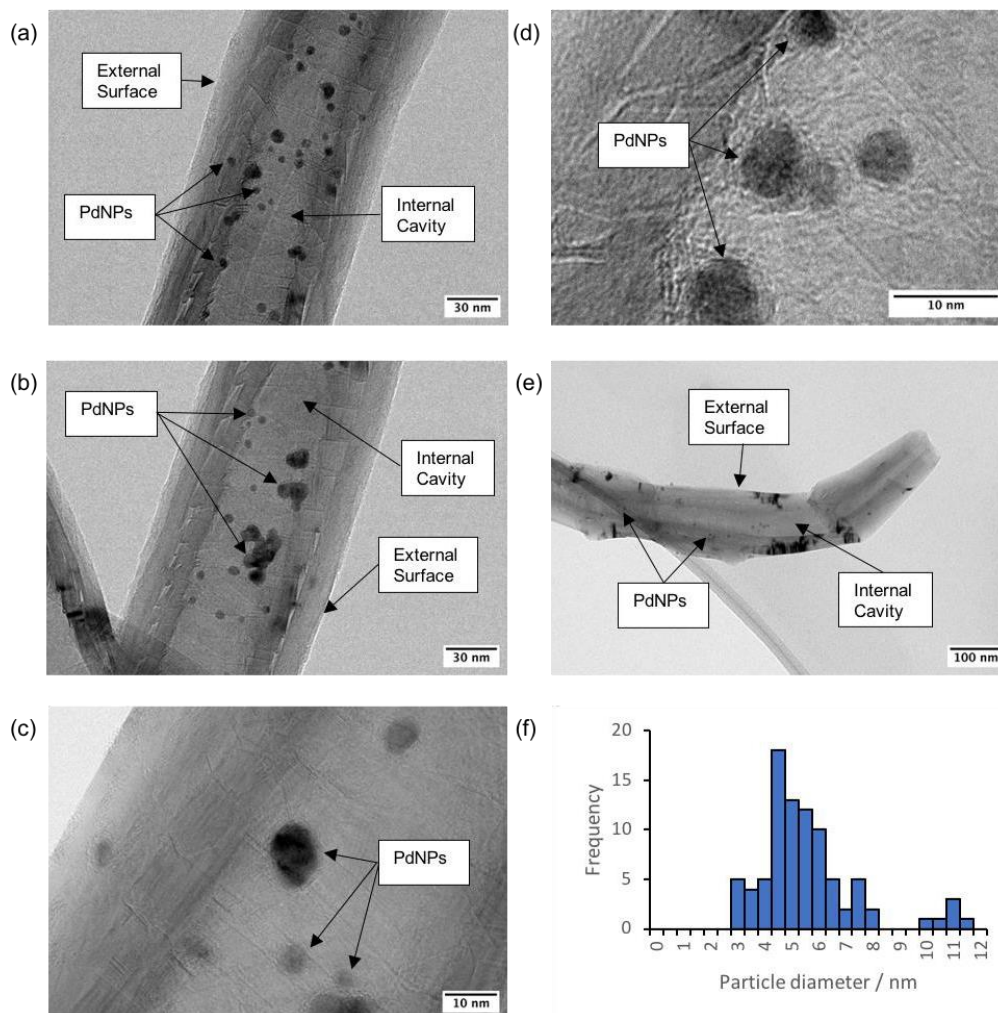 (a)
External
Surface
PdNPs
Internal
Cavity
30 nm
(b)
PdNPs
Internal
Cavity
External
Surface
30 nm
(c)
PdNPs
10 nm
(d)
PdNPs
10 nm
(e)
External
Surface
PdNPs
Internal
Cavity
100 nm
(f)
20
15
10
5
0
Frequency
0 1 2 3 4 5 6 7 8 9 10 11 12
Particle diameter / nm